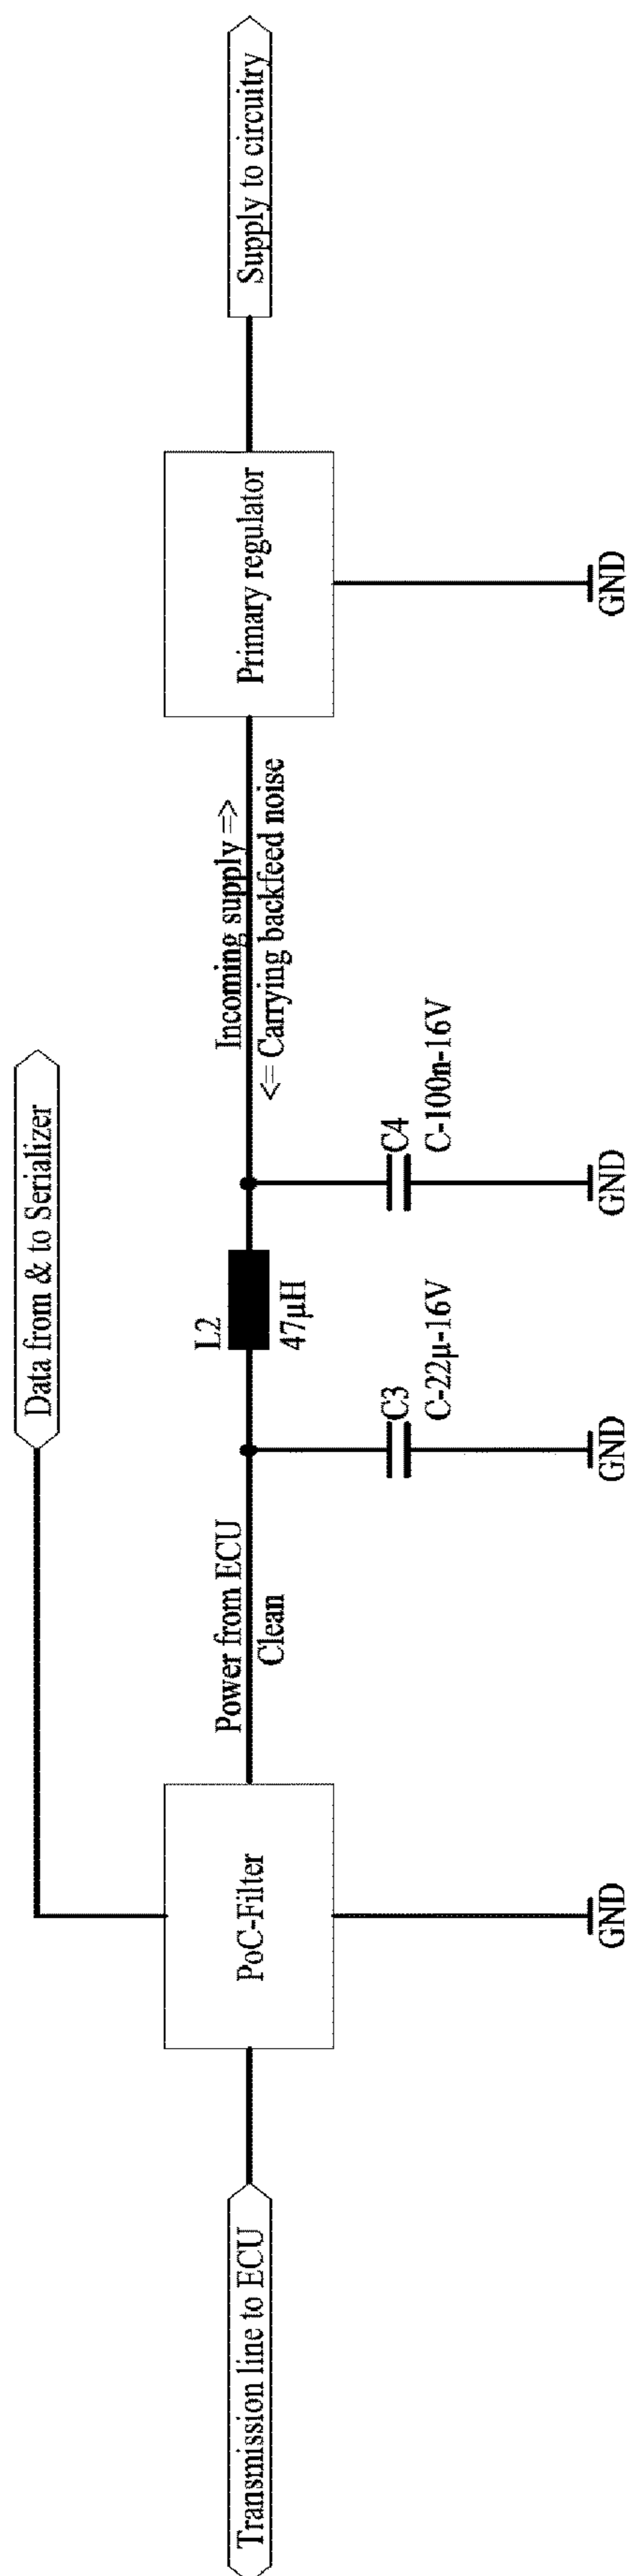 Data from & to Serializer
Transmission line to ECU
PoC-Filter
Power from ECU
Clean
L2
47µH
Incoming supply =>
<= Carrying backfeed noise
Primary regulator
Supply to circuitry
C3
C-22µ-16V
C4
C-100n-16V
GND
GND
GND
GND